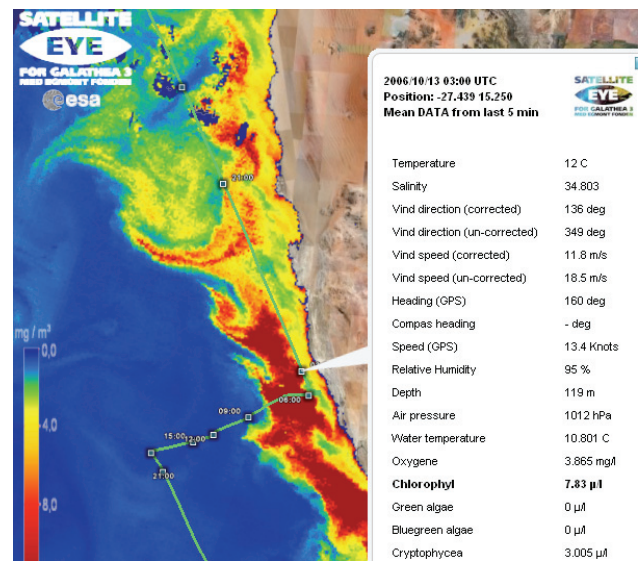 SATELLITE
EYE
FOR GALATHEA 3
esa
2006/10/13 03:00 UTC
Position: -27.439 15.250
Mean DATA from last 5 min
SATELLITE
EYE
FOR GALATHEA 3
Temperature 12 C
Salinity 34.803
Vind direction (corrected) 136 deg
Vind direction (un-corrected) 349 deg
Vind speed (corrected) 11.8 m/s
Vind speed (un-corrected) 18.5 m/s
Heading (GPS) 160 deg
Compas heading - deg
Speed (GPS) 13.4 Knots
Relative Humidity 95 %
Depth 119 m
Air pressure 1012 hPa
Water temperature 10.801 C
Oxygene 3.865 mg/l
Chlorophyl 7.83 µ/l
Green algae 0 µ/l
Bluegreen algae 0 µ/l
Cryptophycea 3.005 µ/l
21:00
mg / m³
0,0
4,0
8,0
06:00
09:00
12:00
15:00
21:00